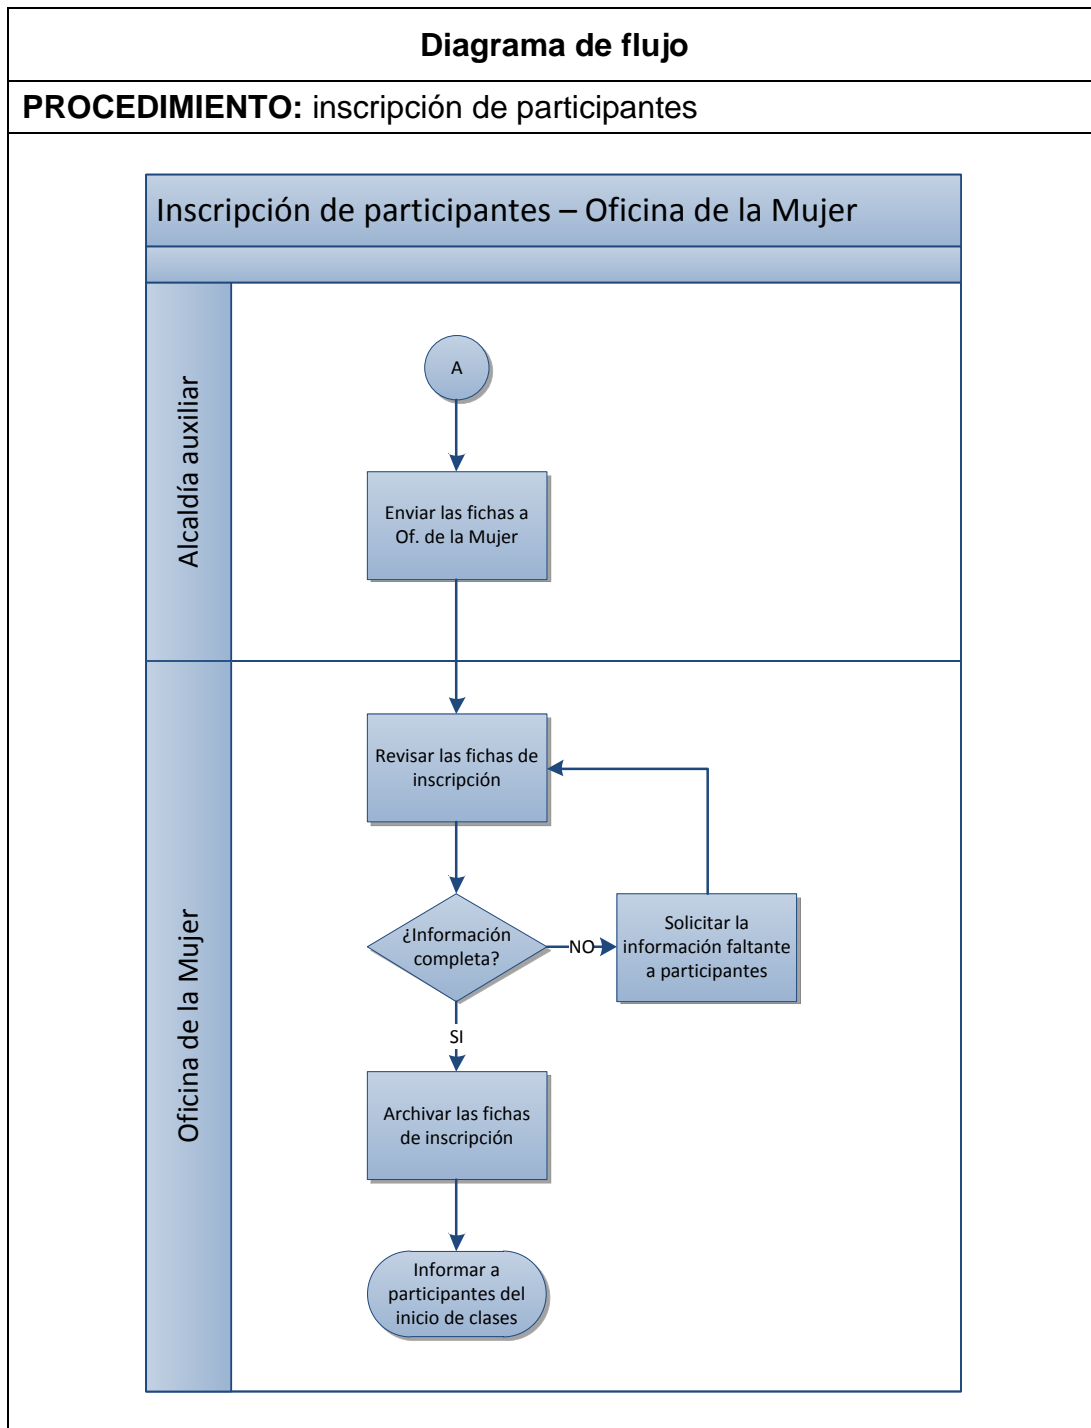 Diagrama de flujo
PROCEDIMIENTO: inscripción de participantes
Inscripción de participantes – Oficina de la Mujer
Alcaldía auxiliar
A
Enviar las fichas a
Of. de la Mujer
Oficina de la Mujer
Revisar las fichas de
inscripción
¿Información
completa?
NO
Solicitar la
información faltante
a participantes
SI
Archivar las fichas
de inscripción
Informar a
participantes del
inicio de clases